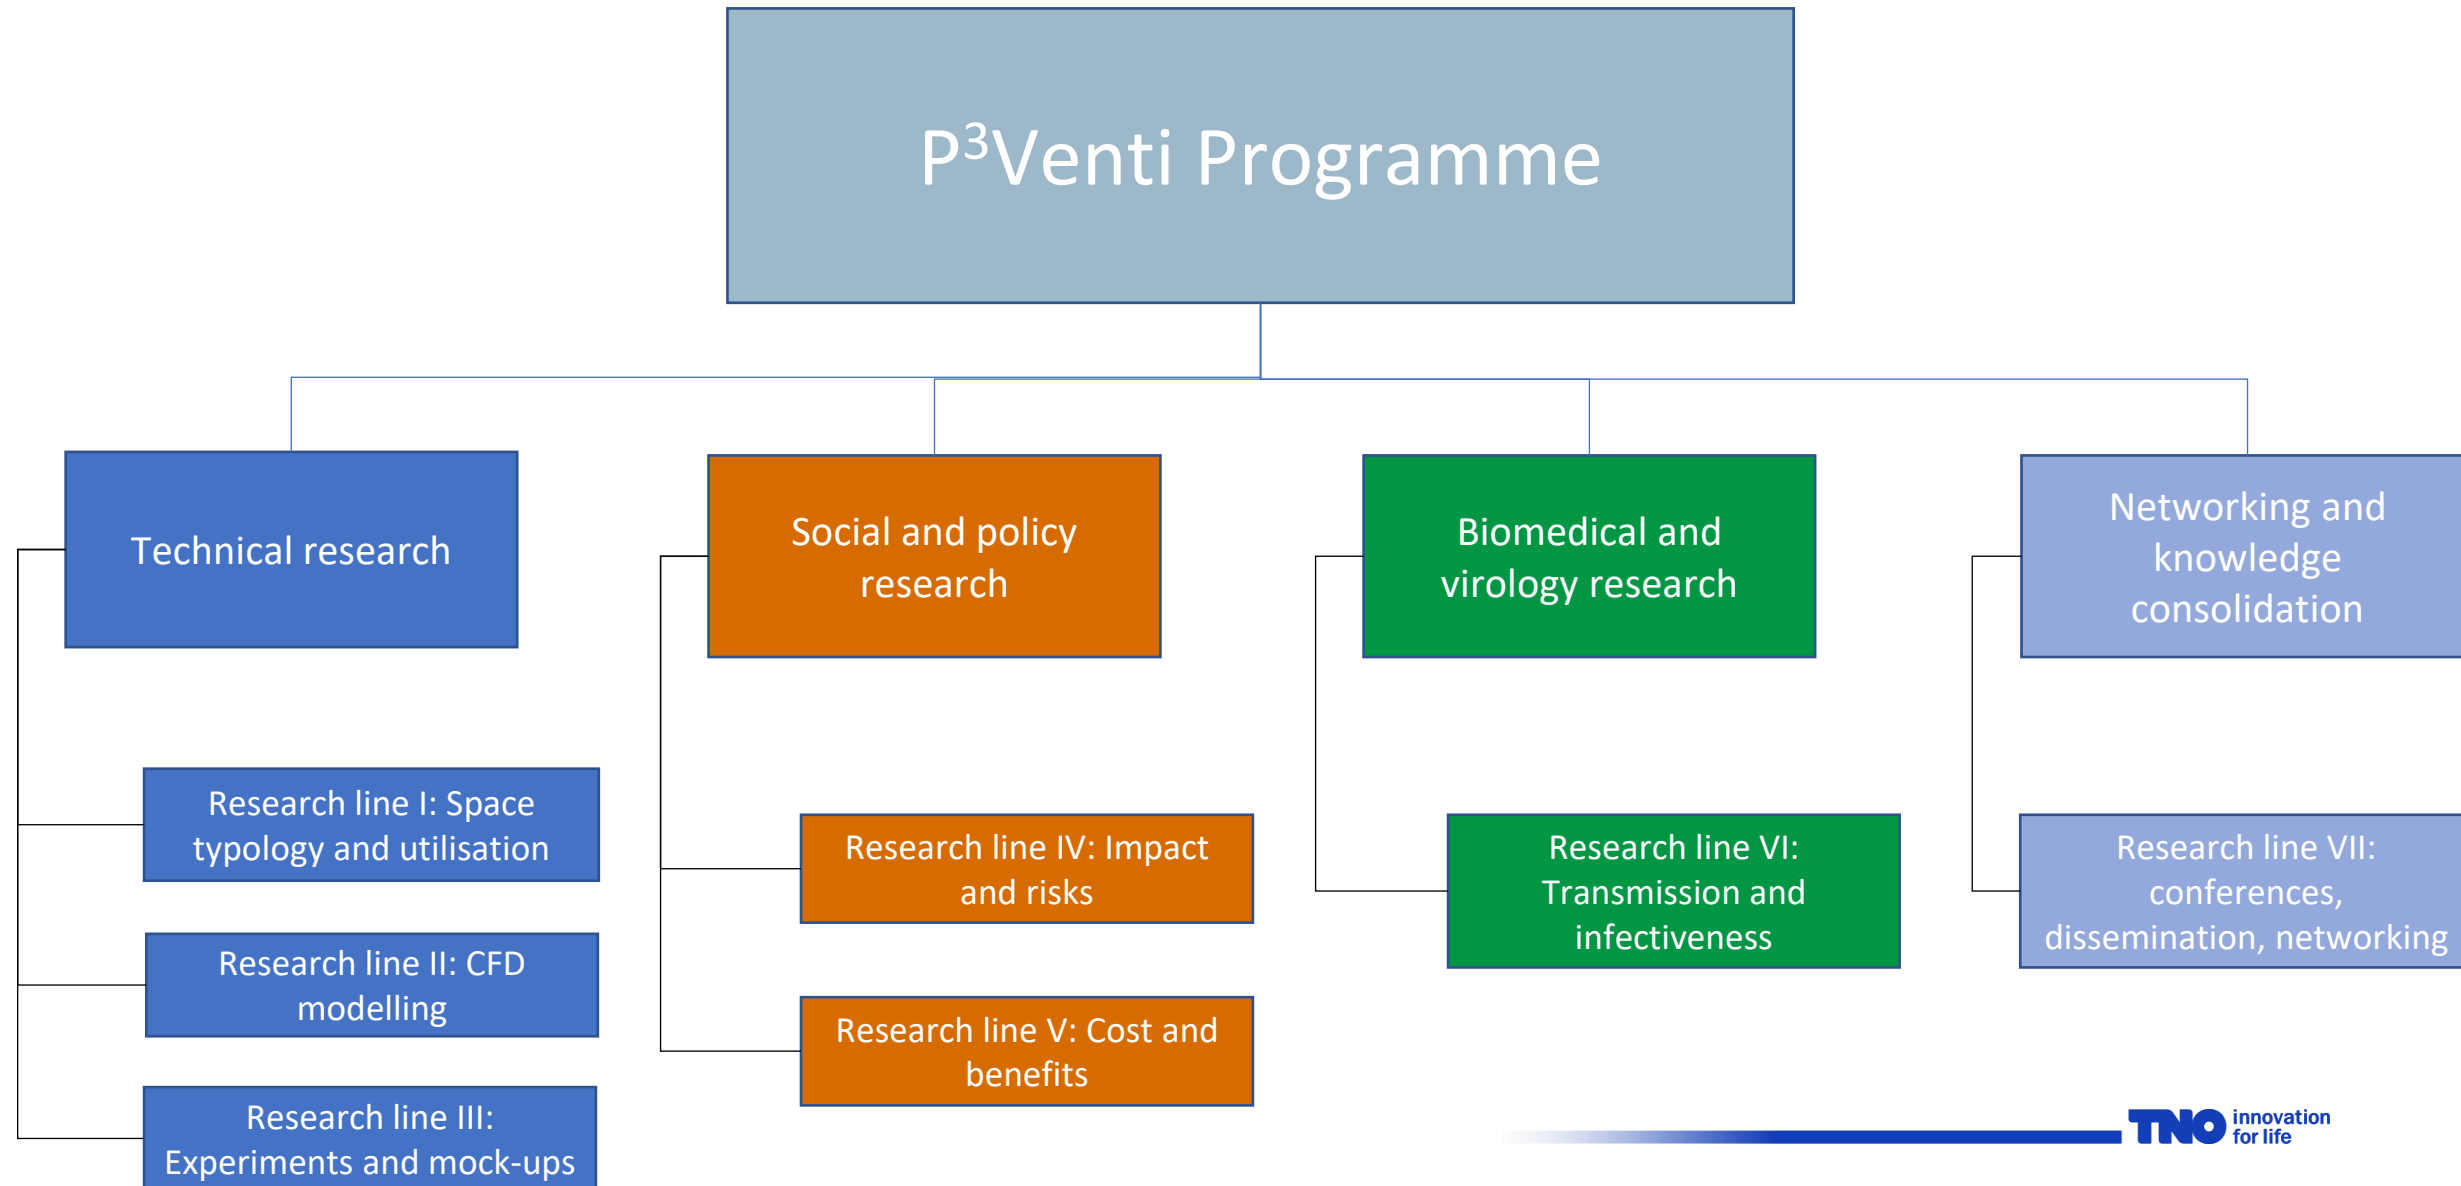 P³Venti Programme
Technical research
Social and policy
research
Biomedical and
virology research
Networking and
knowledge
consolidation
Research line I: Space
typology and utilisation
Research line II: CFD
modelling
Research line III:
Experiments and mock-ups
Research line IV: Impact
and risks
Research line V: Cost and
benefits
Research line VI:
Transmission and
infectiveness
Research line VII:
conferences,
dissemination, networking
TNO innovation
for life